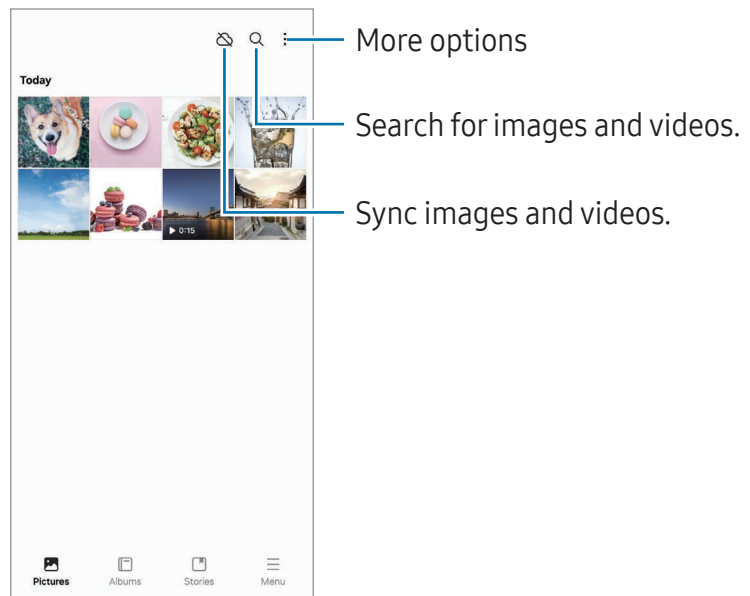 More options
Today
Search for images and videos.
Sync images and videos.
0:15
Pictures Albums Stories Menu